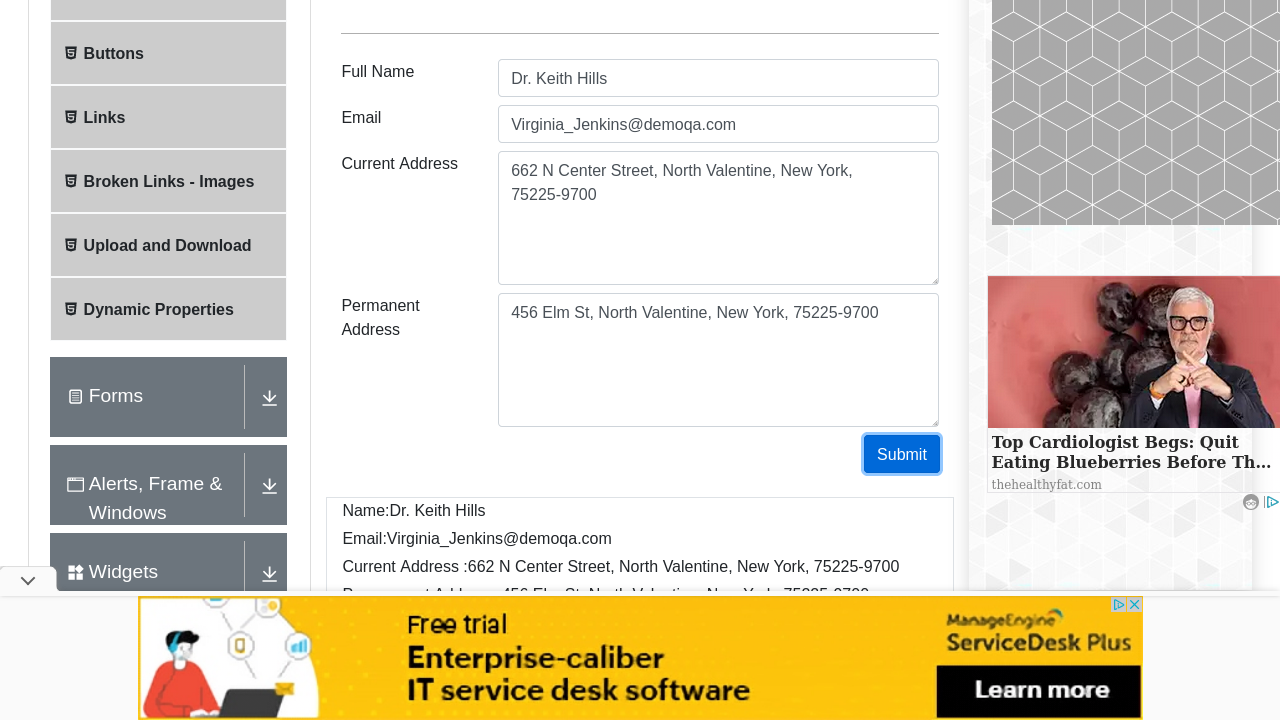 Buttons
Links
Broken Links - Images
Upload and Download
Dynamic Properties
Forms
Alerts, Frame &
Windows
Widgets
Full Name
Dr. Keith Hills
Email
Virginia_Jenkins@demoqa.com
Current Address
662 N Center Street, North Valentine, New York,
75225-9700
Permanent
Address
456 Elm St, North Valentine, New York, 75225-9700
Submit
Name:Dr. Keith Hills
Email:Virginia_Jenkins@demoqa.com
Current Address :662 N Center Street, North Valentine, New York, 75225-9700
Top Cardiologist Begs: Quit
Eating Blueberries Before Th...
thehealthyfat.com
Free trial
Enterprise-caliber
IT service desk software
ManageEngine
ServiceDesk Plus
Learn more